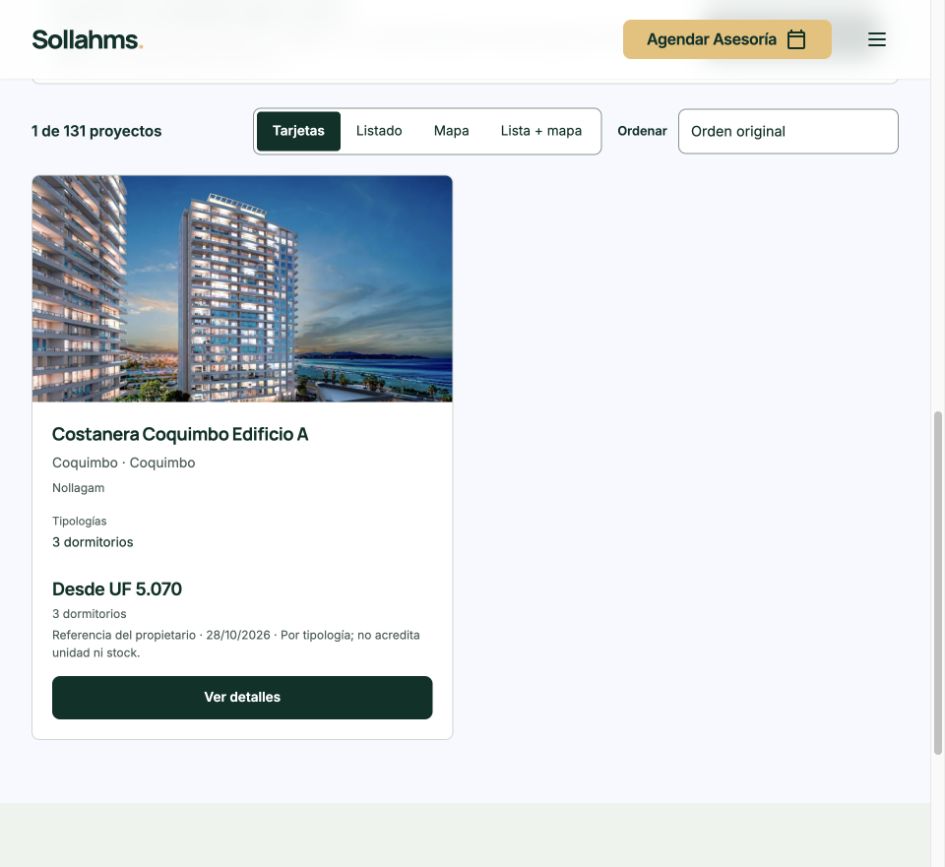 Sollahms.
Agendar Asesoría
1 de 131 proyectos
Tarjetas
Listado
Mapa
Lista + mapa
Ordenar
Orden original
Costanera Coquimbo Edificio A
Coquimbo · Coquimbo
Nollagam
Tipologías
3 dormitorios
Desde UF 5.070
3 dormitorios
Referencia del propietario · 28/10/2026 · Por tipología; no acredita
unidad ni stock.
Ver detalles